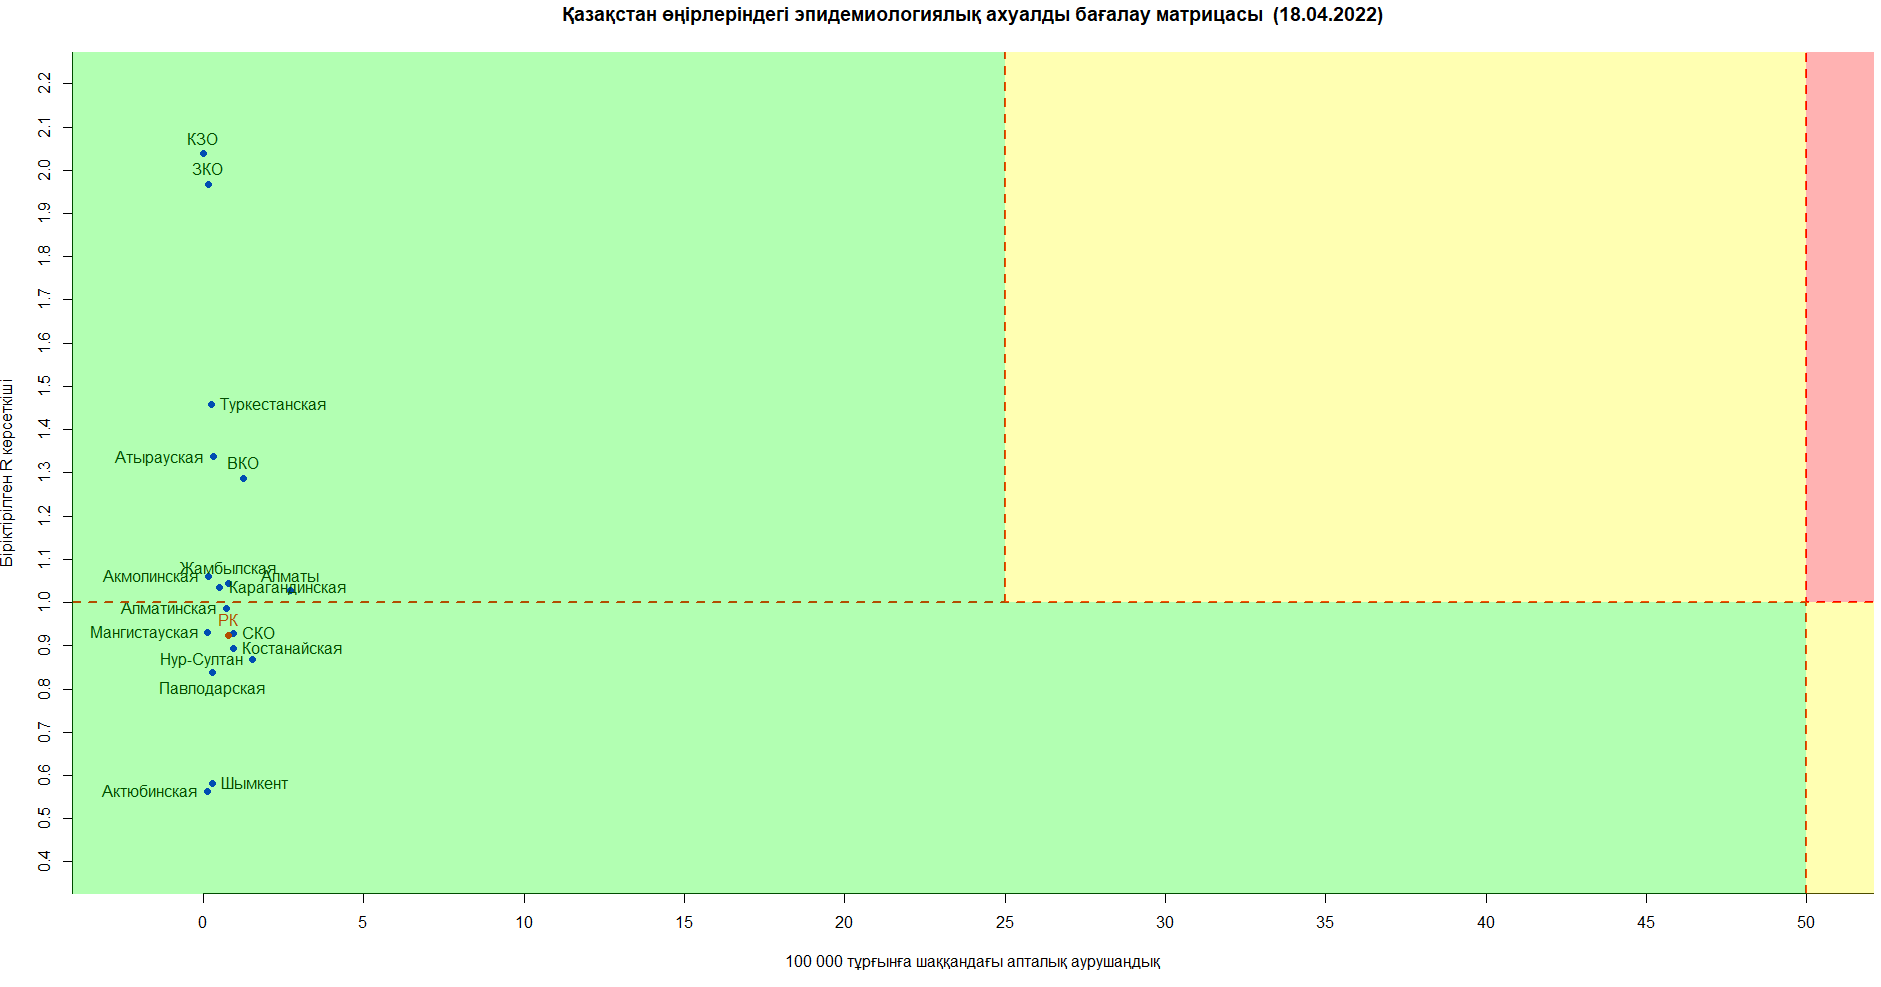 Қазақстан өңірлеріндегі эпидемиологиялық ахуалды бағалау матрицасы (18.04.2022)
Біріктірілген R көрсеткіші
2.2
2.1
2.0
1.9
1.8
1.7
1.6
1.5
1.4
1.3
1.2
1.1
1.0
0.9
0.8
0.7
0.6
0.5
0.4
КЗО
ЗКО
Туркестанская
Атырауская
ВКО
Жамбылская
Акмолинская
Алматы
Карагандинская
Алматинская
РК
Мангистауская
СКО
Костанайская
Нур-Султан
Павлодарская
Шымкент
Актюбинская
0 5 10 15 20 25 30 35 40 45 50
100 000 тұрғынға шаққандағы апталық аурушаңдық